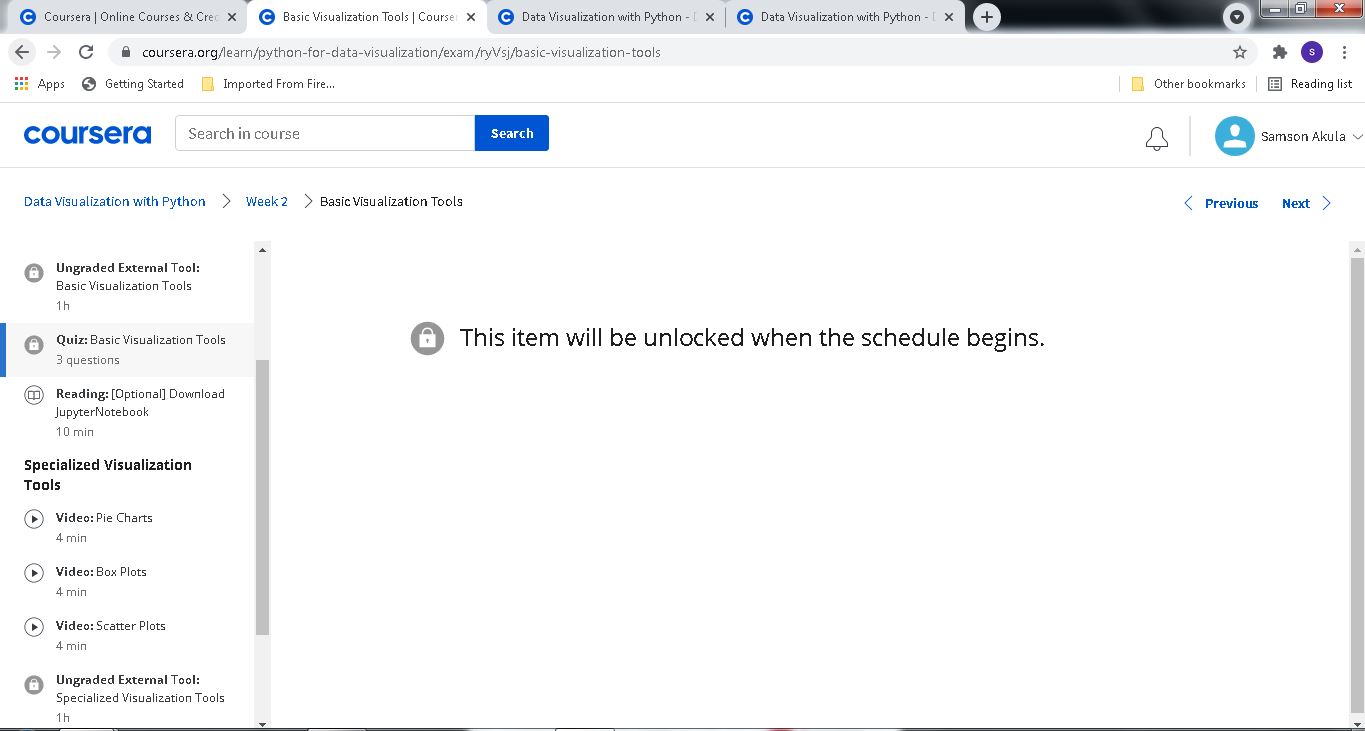 Coursera | Online Courses & Cre
Basic Visualization Tools | Courser
Data Visualization with Python -
Data Visualization with Python -
coursera.org/learn/python-for-data-visualization/exam/ryVsj/basic-visualization-tools
S
Apps
Getting Started
Imported From Fire...
Other bookmarks
Reading list
coursera
Search in course
Search
Samson Akula
Data Visualization with Python
Week 2
Basic Visualization Tools
Previous
Next
Ungraded External Tool:
Basic Visualization Tools
1h
Quiz: Basic Visualization Tools
3 questions
Reading: [Optional] Download
JupyterNotebook
10 min
Specialized Visualization
Tools
Video: Pie Charts
4 min
Video: Box Plots
4 min
Video: Scatter Plots
4 min
Ungraded External Tool:
Specialized Visualization Tools
1h
This item will be unlocked when the schedule begins.